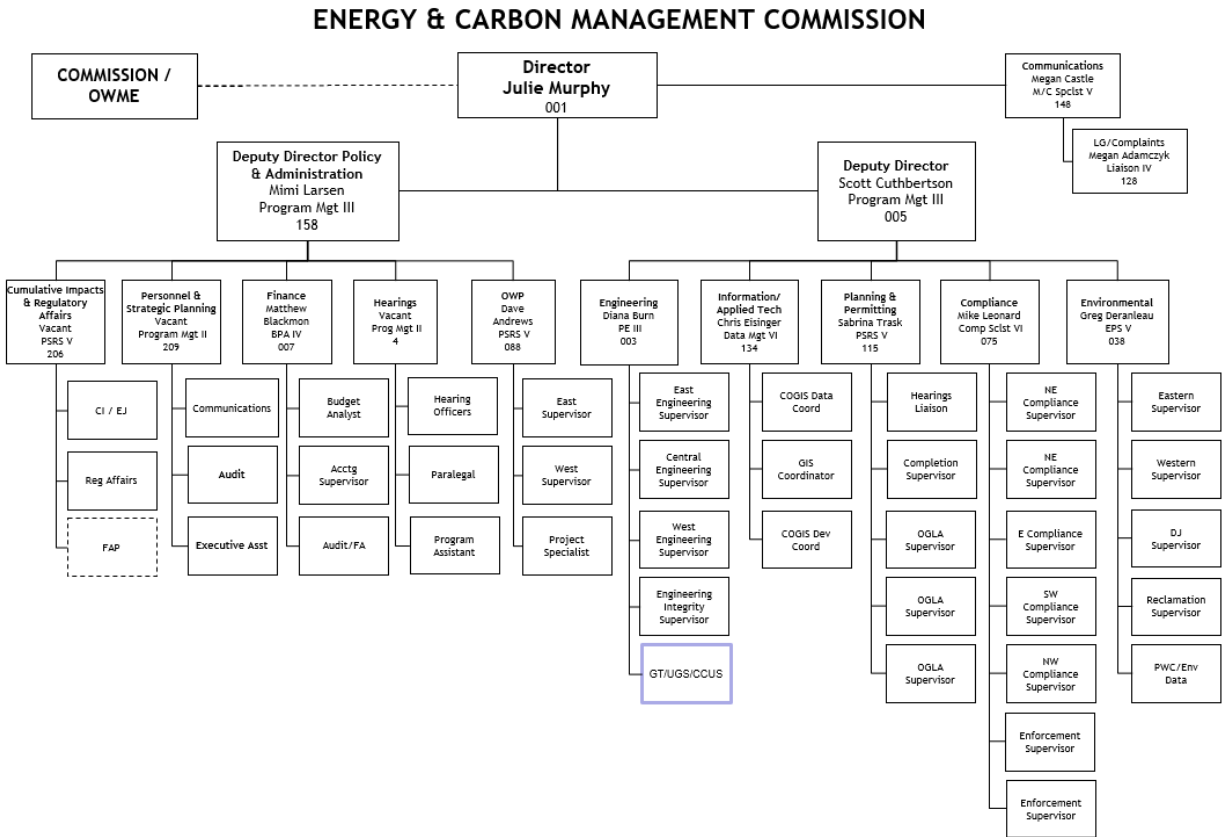 ENERGY & CARBON MANAGEMENT COMMISSION
COMMISSION /
OWME
Director
Julie Murphy
001
Communications
Megan Castle
M/C Spclst V
148
LG/Complaints
Megan Adamczyk
Liaison IV
128
Deputy Director Policy
& Administration
Mimi Larsen
Program Mgt III
158
Deputy Director
Scott Cuthbertson
Program Mgt III
005
Cumulative Impacts
& Regulatory
Affairs
Vacant
PSRS V
206
Personnel &
Strategic Planning
Vacant
Program Mgt II
209
Finance
Matthew
Blackmon
BPA IV
007
Hearings
Vacant
Prog Mgt II
4
OWP
Dave
Andrews
PSRS V
088
Engineering
Diana Burn
PE III
003
Information/
Applied Tech
Chris Eisinger
Data Mgt VI
134
Planning &
Permitting
Sabrina Trask
PSRS V
115
Compliance
Mike Leonard
Comp Sclst VI
075
Environmental
Greg Deranleau
EPS V
038
CI / EJ
Reg Affairs
FAP
Communications
Audit
Executive Asst
Budget
Analyst
Acctg
Supervisor
Audit/FA
Hearing
Officers
Paralegal
Program
Assistant
East
Supervisor
West
Supervisor
Project
Specialist
East
Engineering
Supervisor
Central
Engineering
Supervisor
West
Engineering
Supervisor
Engineering
Integrity
Supervisor
GT/UGS/CCUS
COGIS Data
Coord
GIS
Coordinator
COGIS Dev
Coord
Hearings
Liaison
Completion
Supervisor
OGLA
Supervisor
OGLA
Supervisor
OGLA
Supervisor
NE
Compliance
Supervisor
NE
Compliance
Supervisor
E Compliance
Supervisor
SW
Compliance
Supervisor
NW
Compliance
Supervisor
Enforcement
Supervisor
Enforcement
Supervisor
Eastern
Supervisor
Western
Supervisor
DJ
Supervisor
Reclamation
Supervisor
PWC/Env
Data